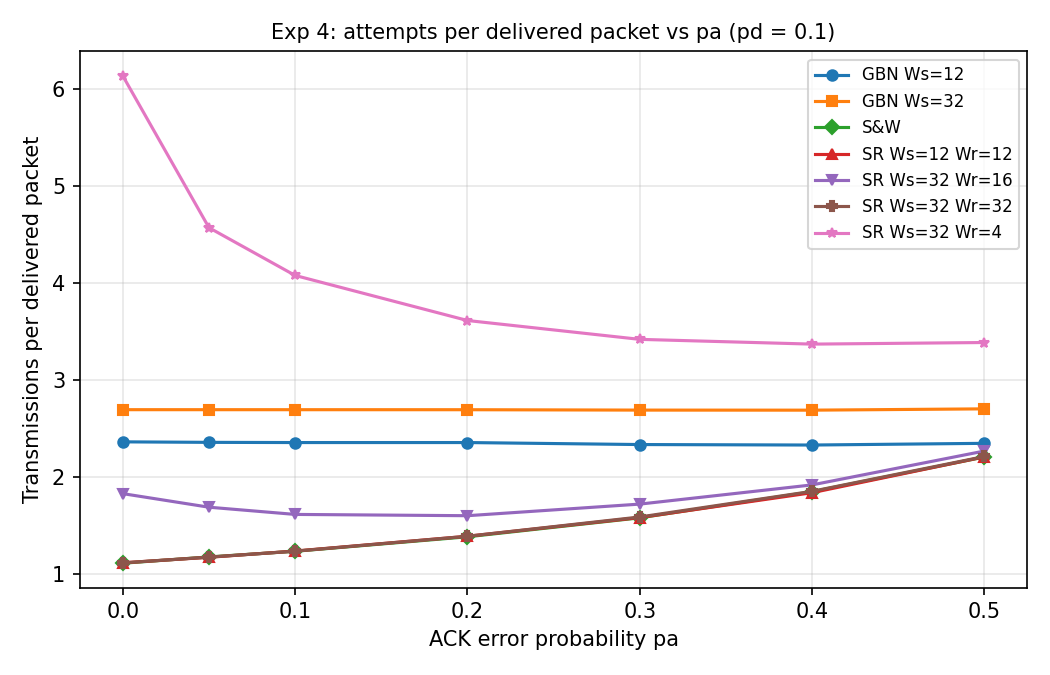 Exp 4: attempts per delivered packet vs pa (pd = 0.1)
Transmissions per delivered packet
6
5
4
3
2
1
GBN Ws=12
GBN Ws=32
S&W
SR Ws=12 Wr=12
SR Ws=32 Wr=16
SR Ws=32 Wr=32
SR Ws=32 Wr=4
0.0 0.1 0.2 0.3 0.4 0.5
ACK error probability pa